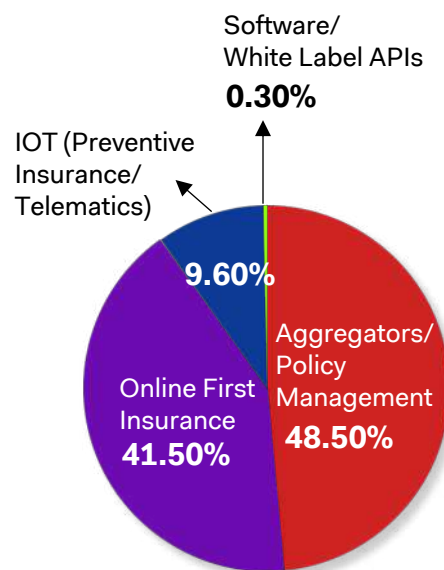 Software/
White Label APIs
0.30%
IOT (Preventive
Insurance/
Telematics)
9.60%
Aggregators/
Policy
Management
48.50%
Online First
Insurance
41.50%